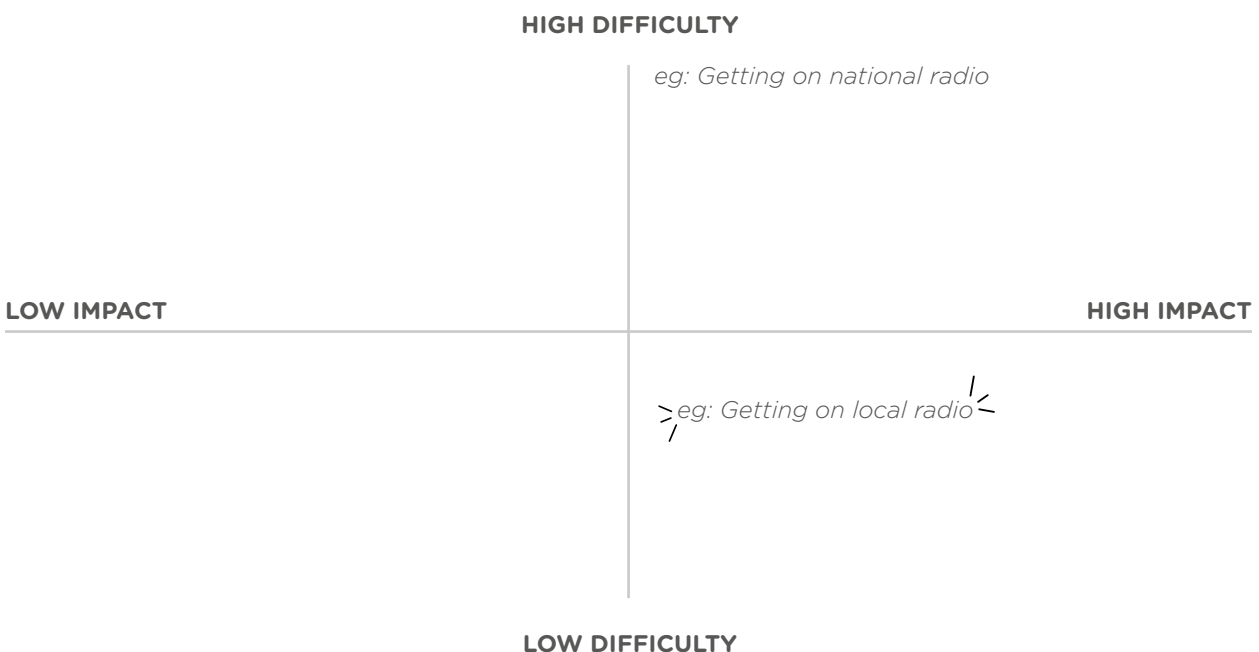 HIGH DIFFICULTY
eg: Getting on national radio
LOW IMPACT
HIGH IMPACT
eg: Getting on local radio
LOW DIFFICULTY